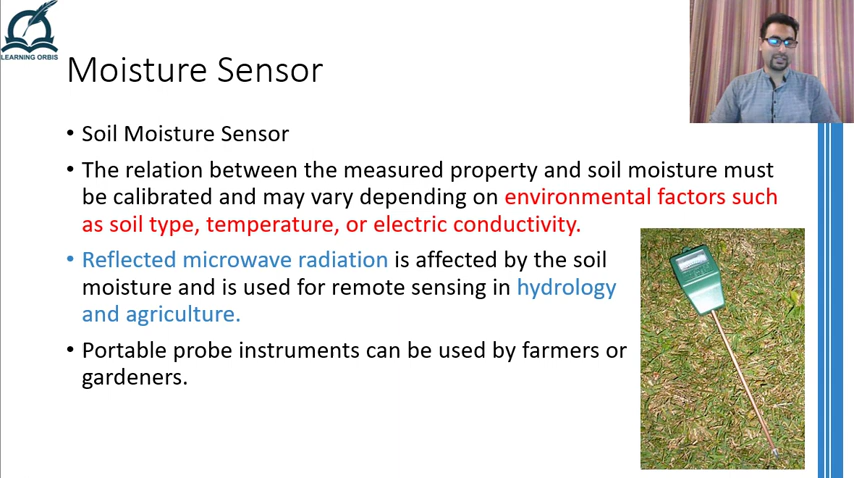 LEARNING ORBIS
Moisture Sensor
• Soil Moisture Sensor
• The relation between the measured property and soil moisture must
be calibrated and may vary depending on environmental factors such
as soil type, temperature, or electric conductivity.
• Reflected microwave radiation is affected by the soil
moisture and is used for remote sensing in hydrology
and agriculture.
• Portable probe instruments can be used by farmers or
gardeners.